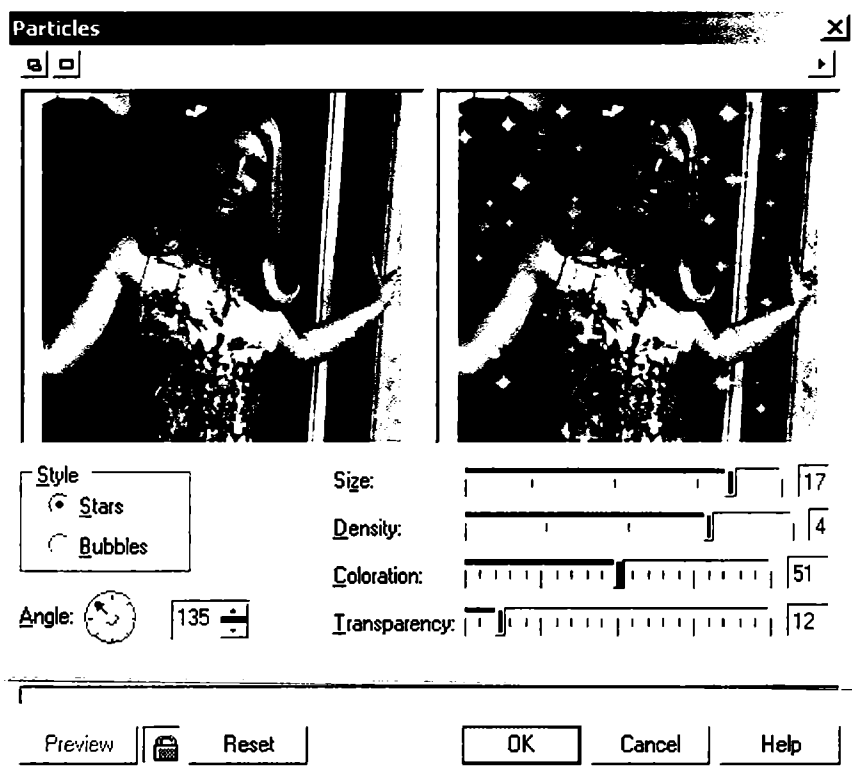 Particles
Style
Stars
Bubbles
Angle: 135
Size: 17
Density: 4
Coloration: 51
Transparency: 12
Preview Reset OK Cancel Help